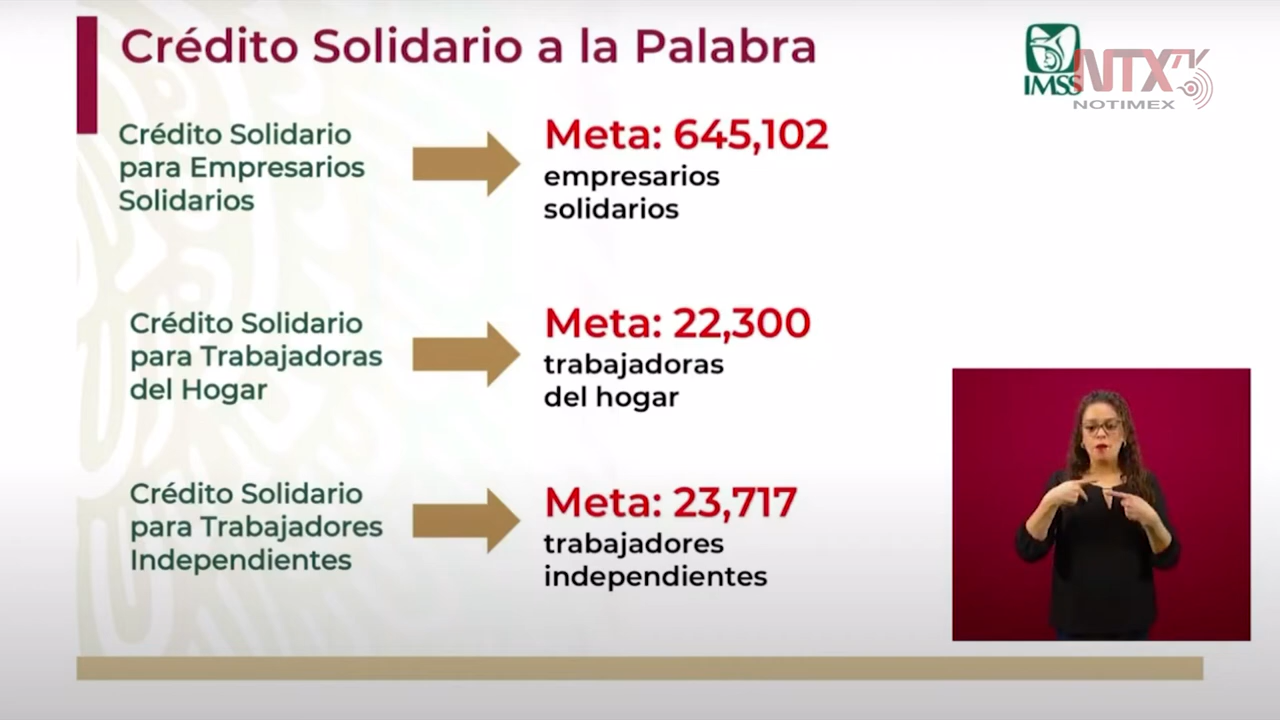 Crédito Solidario a la Palabra
IMSS
NTX
NOTIMEX
Crédito Solidario
para Empresarios
Solidarios
Meta: 645,102
empresarios
solidarios
Crédito Solidario
para Trabajadoras
del Hogar
Meta: 22,300
trabajadoras
del hogar
Crédito Solidario
para Trabajadores
Independientes
Meta: 23,717
trabajadores
independientes